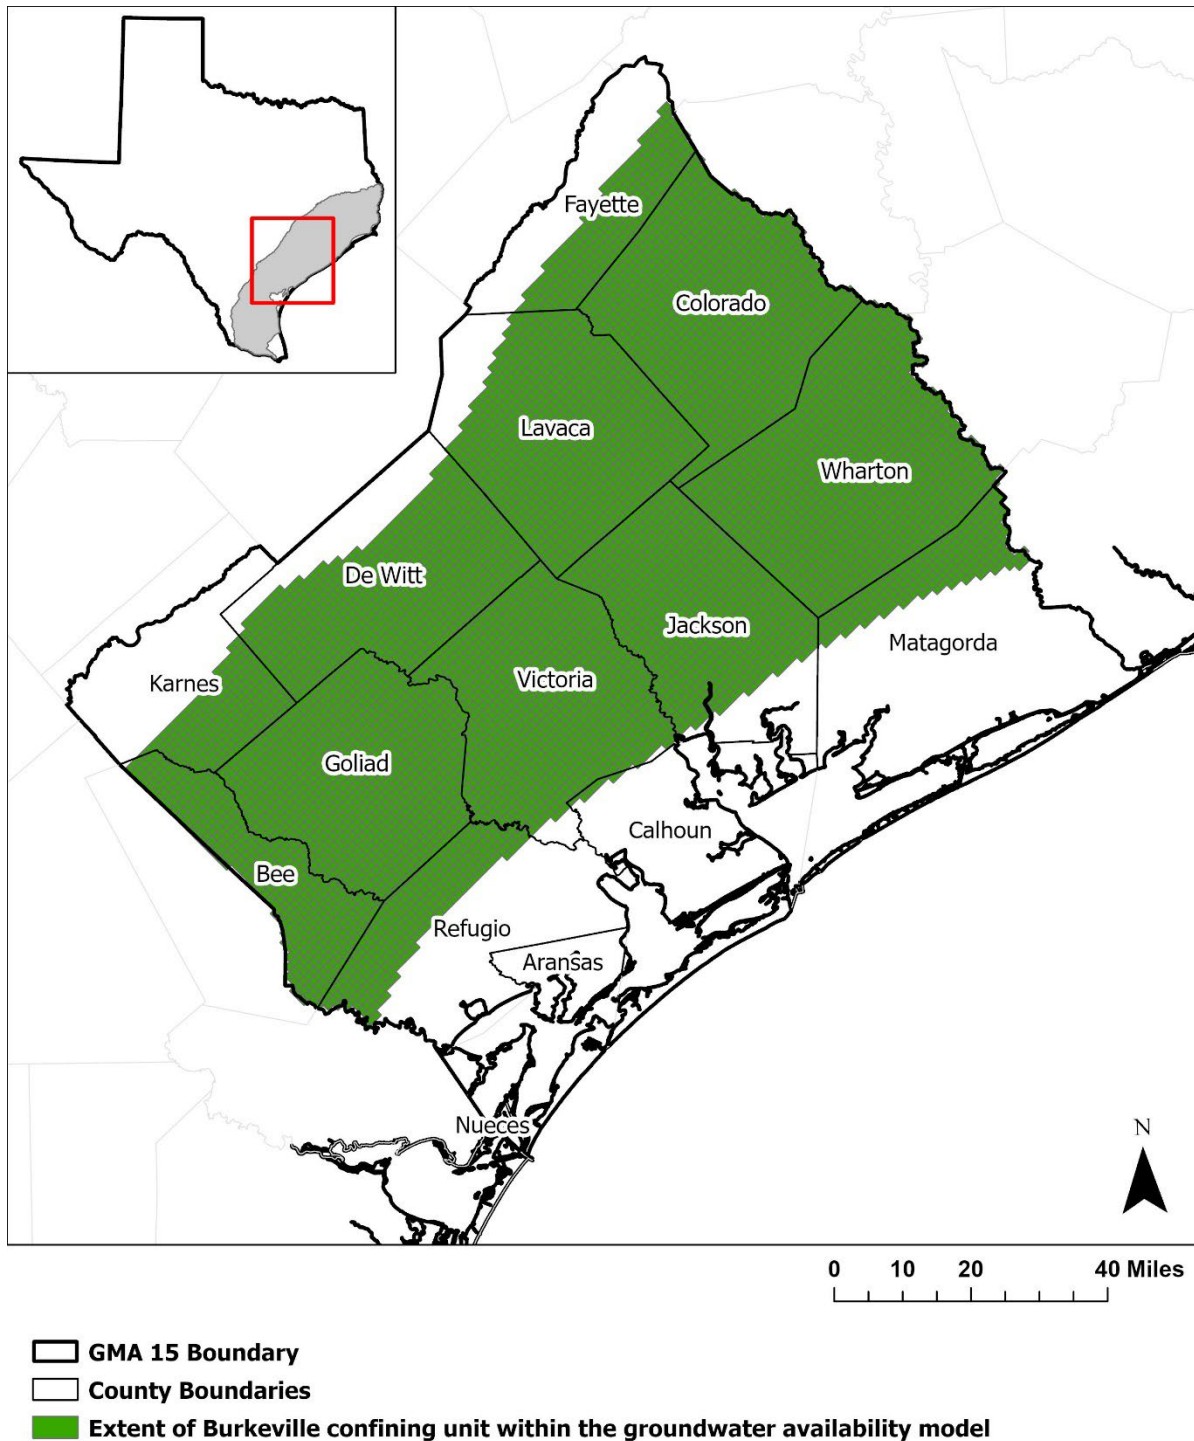 Fayette
Colorado
Lavaca
Wharton
De Witt
Jackson
Matagorda
Karnes
Victoria
Goliad
Calhoun
Bee
Refugio
Aransas
Nueces
N
0 10 20 40 Miles
GMA 15 Boundary
County Boundaries
Extent of Burkeville confining unit within the groundwater availability model